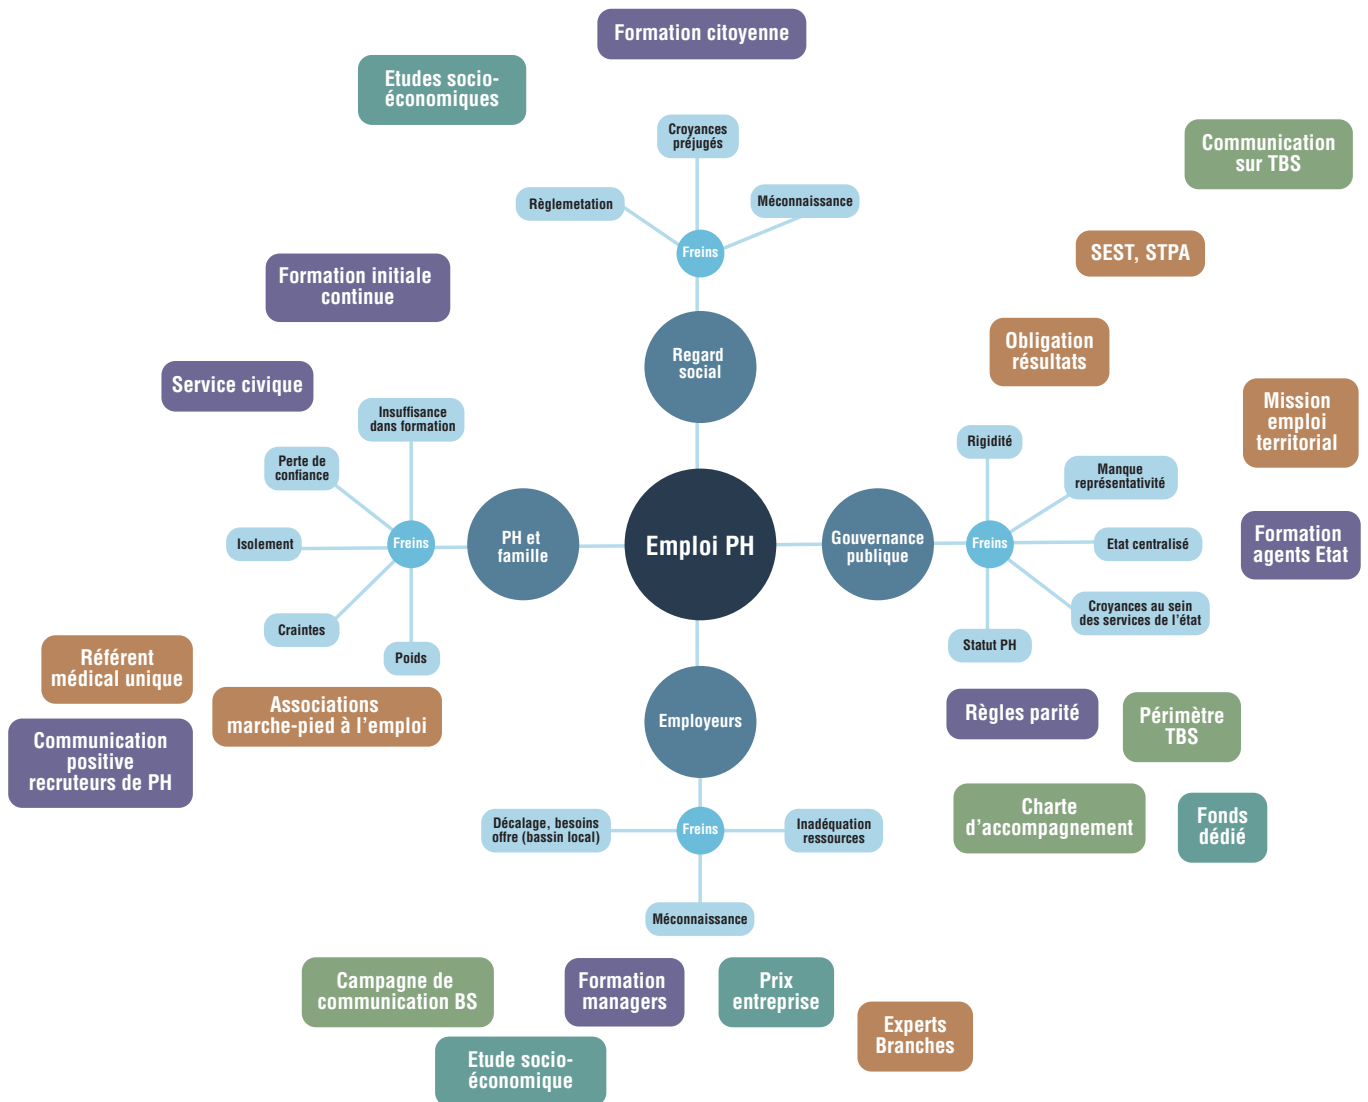 Formation citoyenne
Etudes socio-
économiques
Croyances
préjugés
Communication
sur TBS
Règlemetation
Méconnaissance
Freins
SEST, STPA
Formation initiale
continue
Regard
social
Obligation
résultats
Service civique
Mission
emploi
territorial
Insuffisance
dans formation
Rigidité
Perte de
confiance
Manque
représentativité
Isolement
Freins
PH et
famille
Emploi PH
Gouvernance
publique
Freins
Etat centralisé
Formation
agents Etat
Craintes
Poids
Croyances au sein
des services de l'état
Statut PH
Référent
médical unique
Associations
marche-pied à l'emploi
Communication
positive
recruteurs de PH
Employeurs
Règles parité
Périmètre
TBS
Décalage, besoins
offre (bassin local)
Freins
Inadéquation
ressources
Charte
d'accompagnement
Fonds
dédié
Méconnaissance
Campagne de
communication BS
Formation
managers
Prix
entreprise
Experts
Branches
Etude socio-
économique